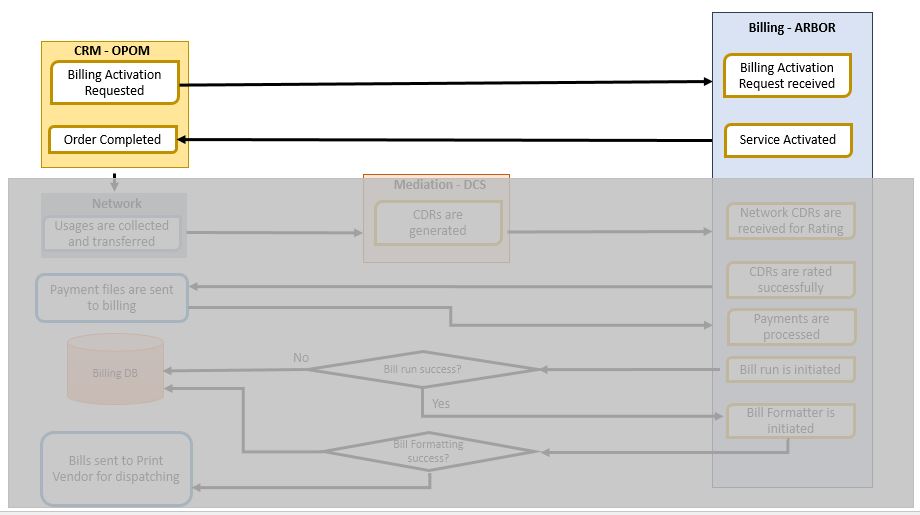 CRM - OPOM
Billing - ARBOR
Billing Activation
Requested
Billing Activation
Request received
Order Completed
Service Activated
Network
Usages are collected
and transferred
Mediation - DCS
CDRs are
generated
Network CDRs are
received for Rating
CDRs are rated
successfully
Payment files are sent
to billing
Payments are
processed
Billing DB
No
Bill run success?
Bill run is initiated
Yes
Bill Formatter is
initiated
Bill Formatting
success?
Bills sent to Print
Vendor for dispatching